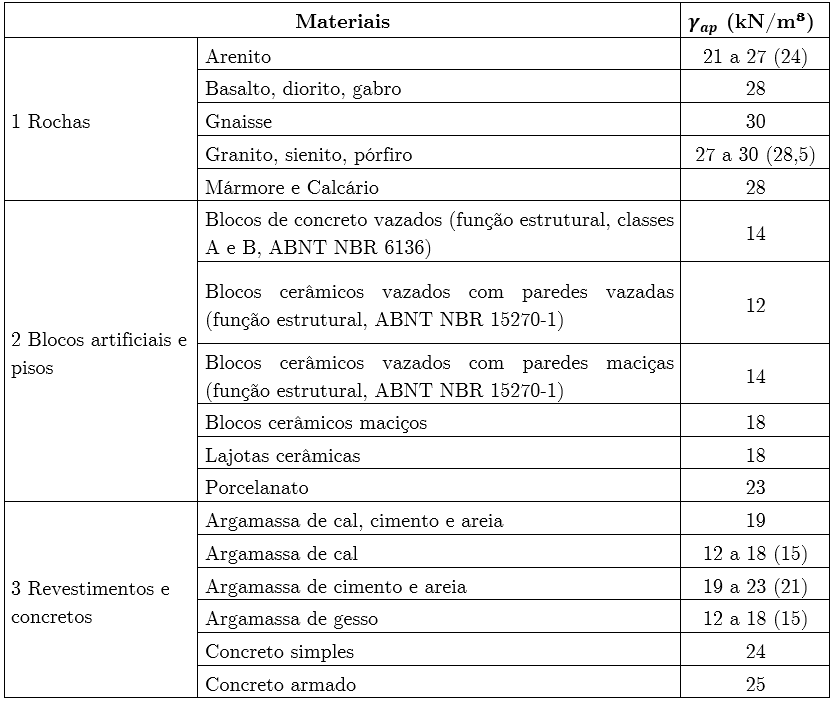 Materiais γap (kN/m³)
1 Rochas
Arenito 21 a 27 (24)
Basalto, diorito, gabro 28
Gnaisse 30
Granito, sienito, pórfiro 27 a 30 (28,5)
Mármore e Calcário 28
2 Blocos artificiais e
pisos
Blocos de concreto vazados (função estrutural, classes
A e B, ABNT NBR 6136) 14
Blocos cerâmicos vazados com paredes vazadas
(função estrutural, ABNT NBR 15270-1) 12
Blocos cerâmicos vazados com paredes maciças
(função estrutural, ABNT NBR 15270-1) 14
Blocos cerâmicos maciços 18
Lajotas cerâmicas 18
Porcelanato 23
3 Revestimentos e
concretos
Argamassa de cal, cimento e areia 19
Argamassa de cal 12 a 18 (15)
Argamassa de cimento e areia 19 a 23 (21)
Argamassa de gesso 12 a 18 (15)
Concreto simples 24
Concreto armado 25